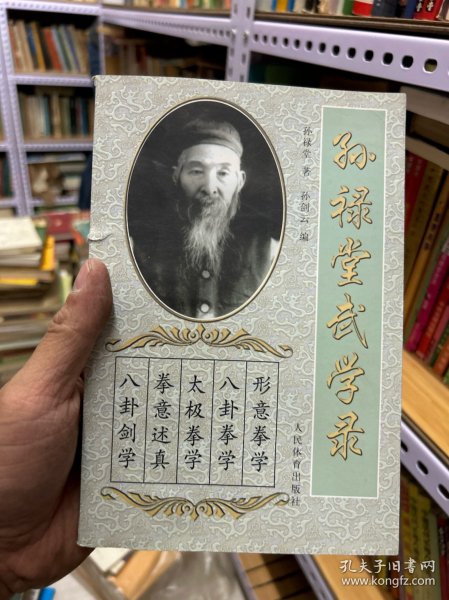 孙禄堂武学录
孙禄堂 著 孙剑云 编
形意拳学
八卦拳学
太极拳学
拳意述真
八卦剑学
人民体育出版社
孔夫子旧书网
www.kongfz.com